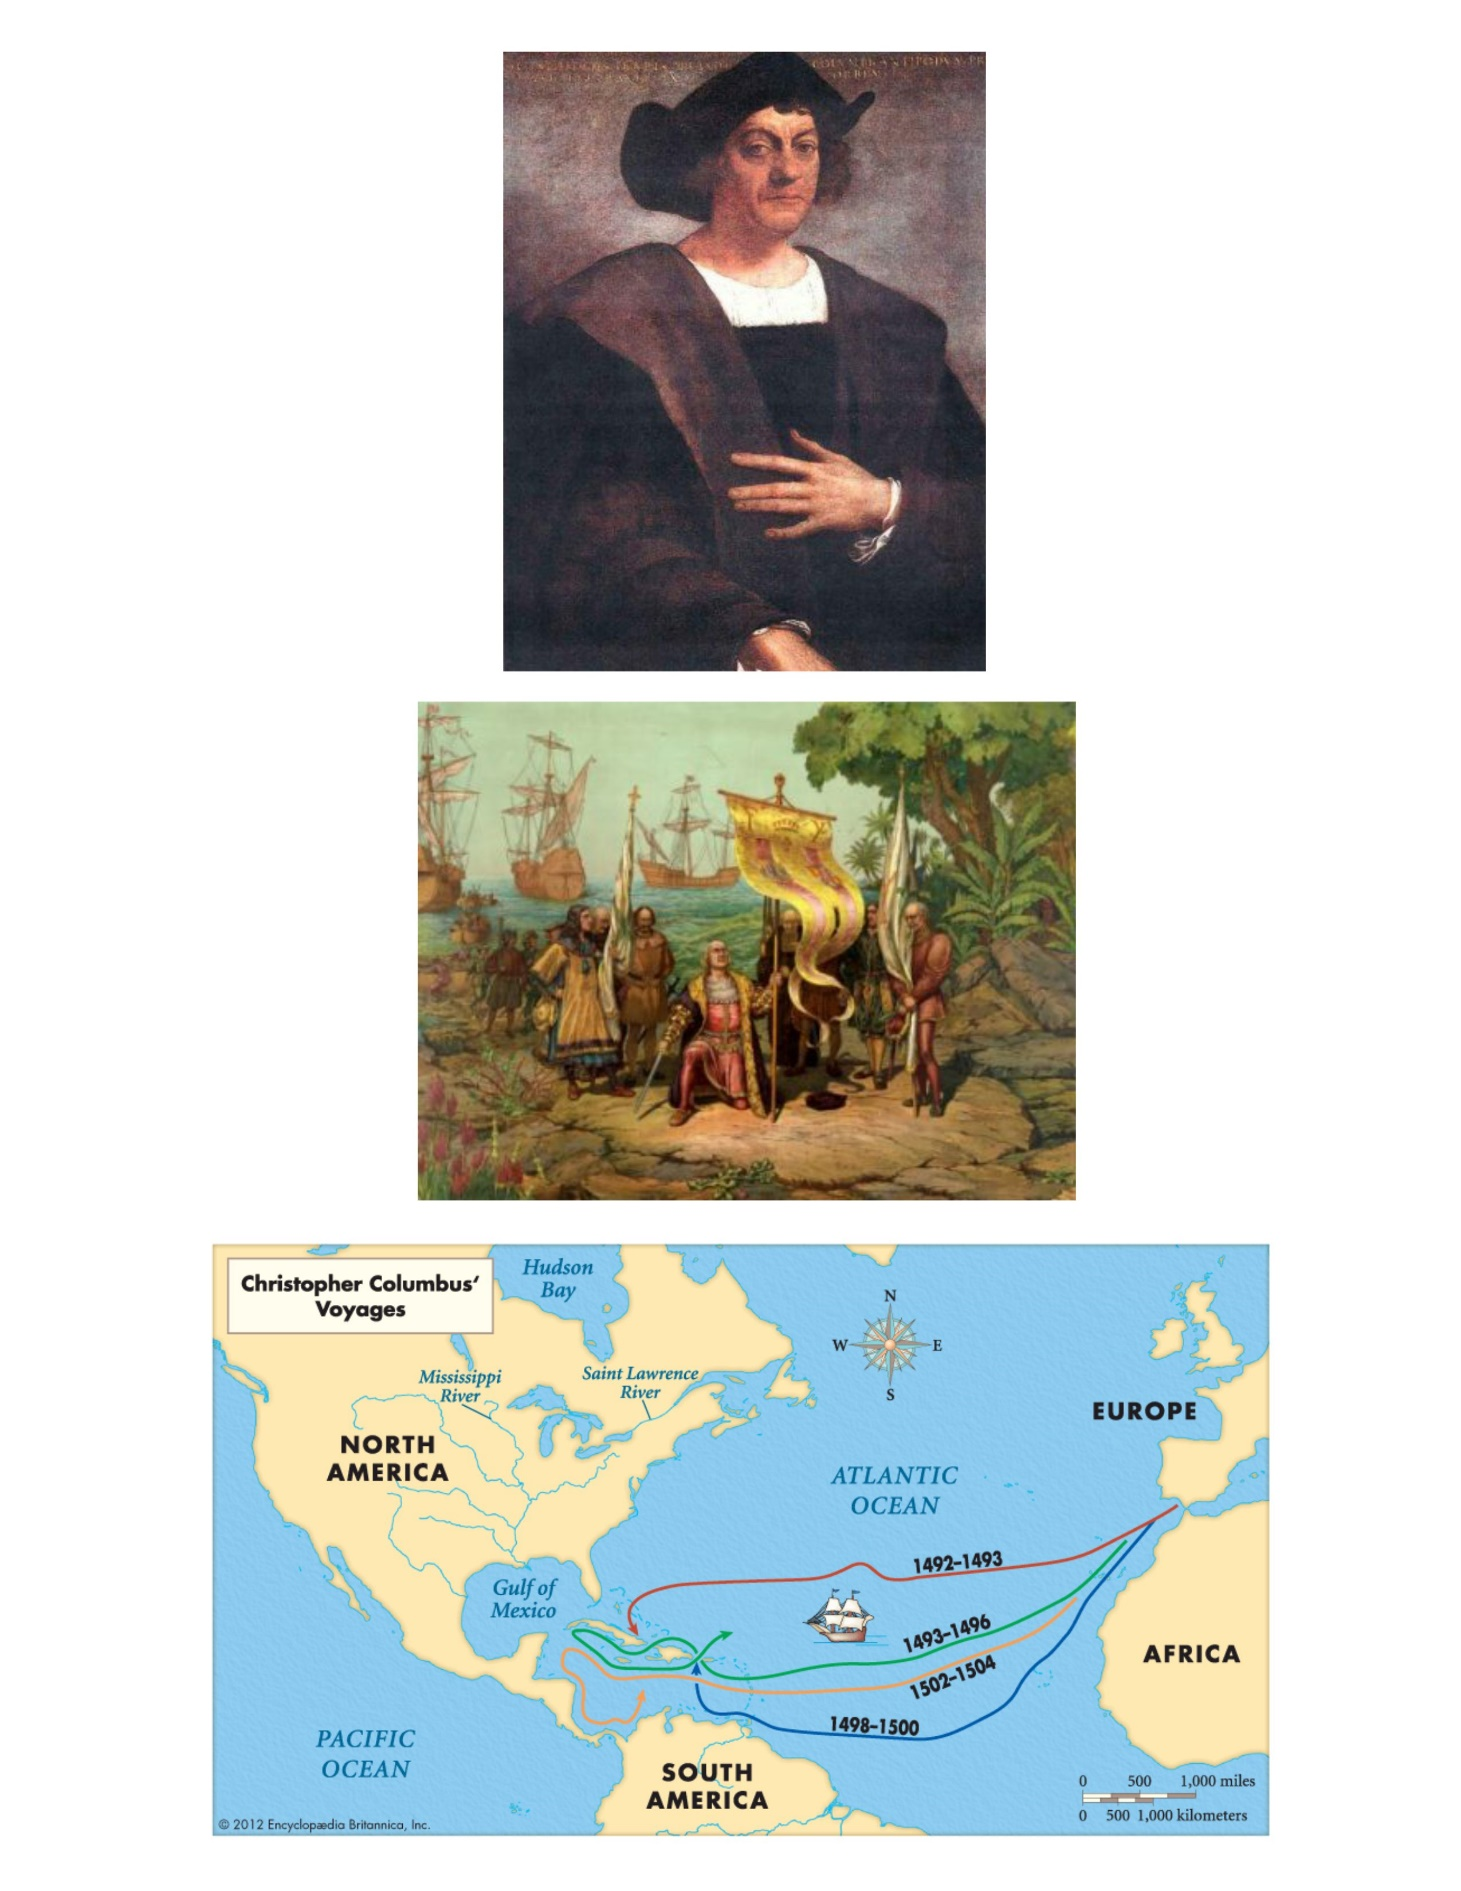 Christopher Columbus'
Voyages
Hudson
Bay
N
W
E
S
Mississippi
River
Saint Lawrence
River
EUROPE
NORTH
AMERICA
ATLANTIC
OCEAN
1492–1493
Gulf of
Mexico
1493–1496
AFRICA
1502–1504
1498–1500
PACIFIC
OCEAN
SOUTH
AMERICA
0 500 1,000 miles
0 500 1,000 kilometers
© 2012 Encyclopædia Britannica, Inc.